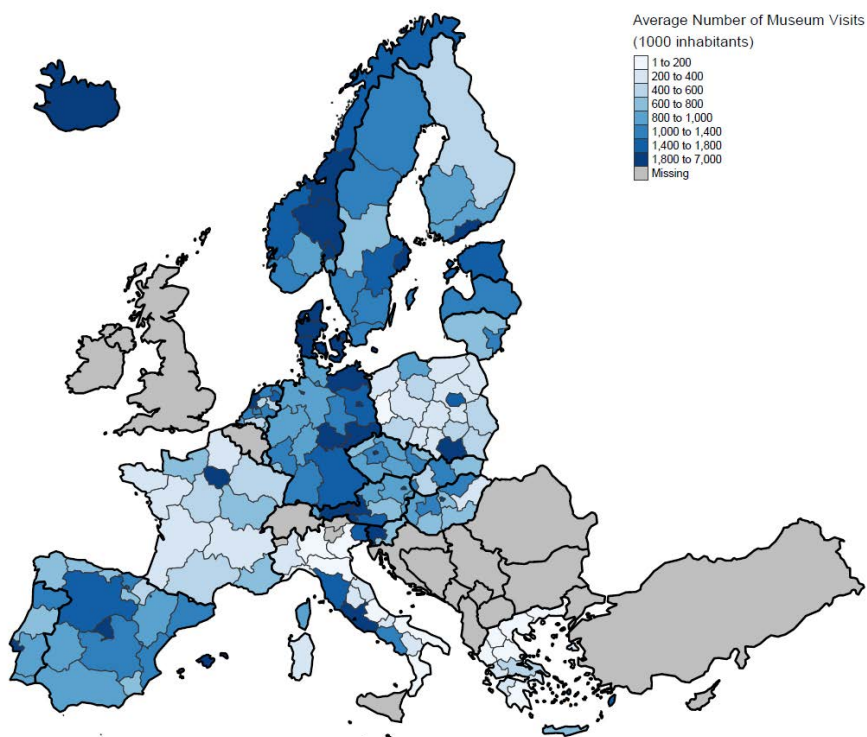 Average Number of Museum Visits
(1000 inhabitants)
1 to 200
200 to 400
400 to 600
600 to 800
800 to 1,000
1,000 to 1,400
1,400 to 1,800
1,800 to 7,000
Missing